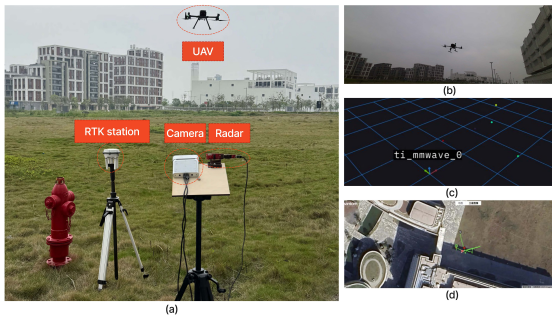 UAV
RTK station
Camera
Radar
(a)
(b)
ti_mmwave_0
(c)
(d)